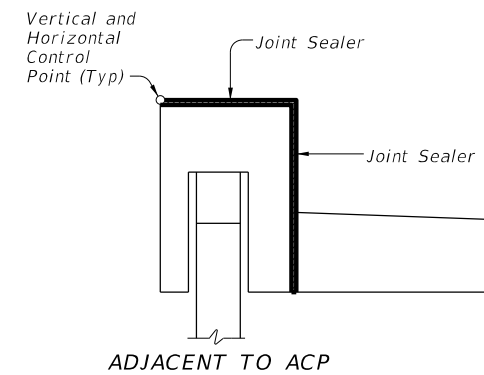 Vertical and
Horizontal
Control
Point (Typ)
Joint Sealer
Joint Sealer
ADJACENT TO ACP